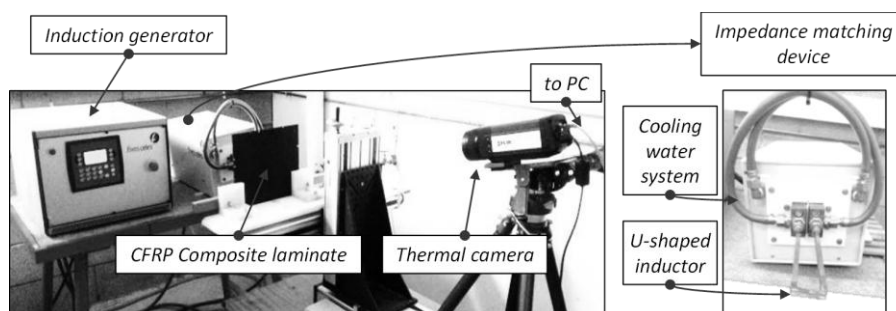 Induction generator
Impedance matching
device
to PC
Cooling
water
system
CFRP Composite laminate
Thermal camera
U-shaped
inductor